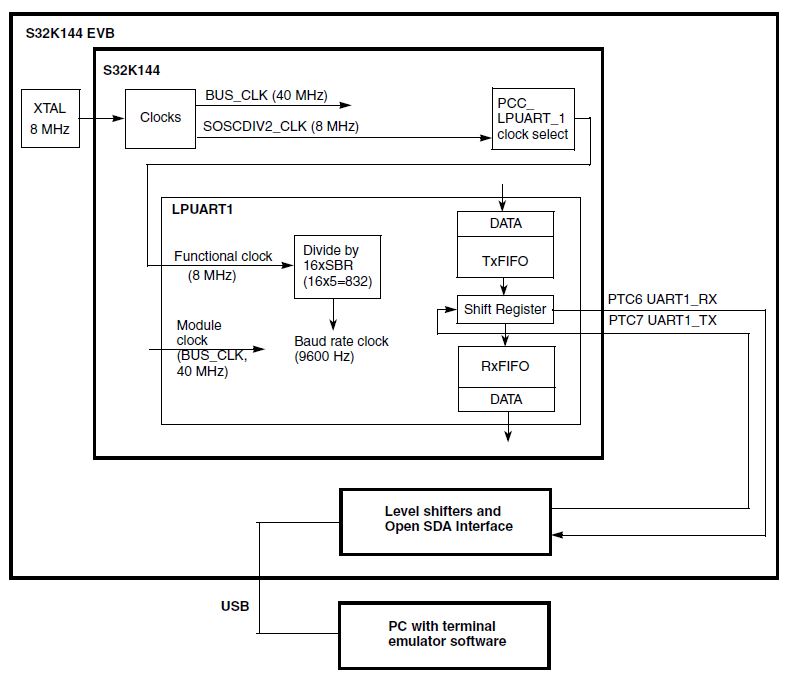 S32K144 EVB
S32K144
XTAL
8 MHz
Clocks
BUS_CLK (40 MHz)
SOSCDIV2_CLK (8 MHz)
PCC_
LPUART_1
clock select
LPUART1
Functional clock
(8 MHz)
Divide by
16xSBR
(16x5=832)
Module
clock
(BUS_CLK,
40 MHz)
Baud rate clock
(9600 Hz)
DATA
TxFIFO
Shift Register
RxFIFO
DATA
PTC6 UART1_RX
PTC7 UART1_TX
Level shifters and
Open SDA Interface
USB
PC with terminal
emulator software